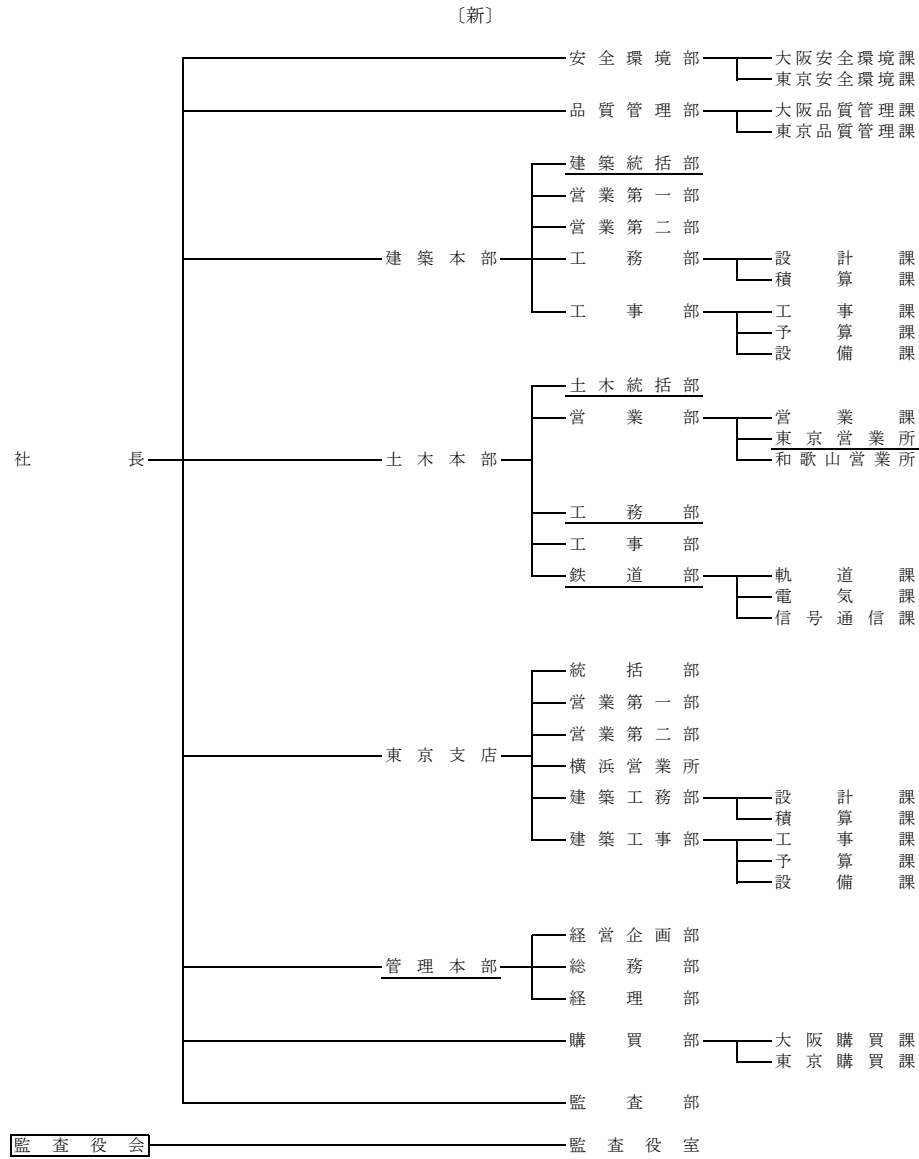 〔新〕
安全環境部 大阪安全環境課
東京安全環境課
品質管理部 大阪品質管理課
東京品質管理課
建築統括部
営業第一部
営業第二部
建築本部 工務部 設計課
積算課
工事部 工事課
予算課
設備課
土木統括部
営業部 営業課
東京営業所
社長 土木本部 和歌山営業所
工務部
工事部
鉄道部 軌道課
電気課
信号通信課
統括部
営業第一部
営業第二部
東京支店
横浜営業所
建築工務部 設計課
積算課
建築工事部 工事課
予算課
設備課
経営企画部
管理本部 総務部
経理部
購買部 大阪購買課
東京購買課
監査部
監査役会 監査役室